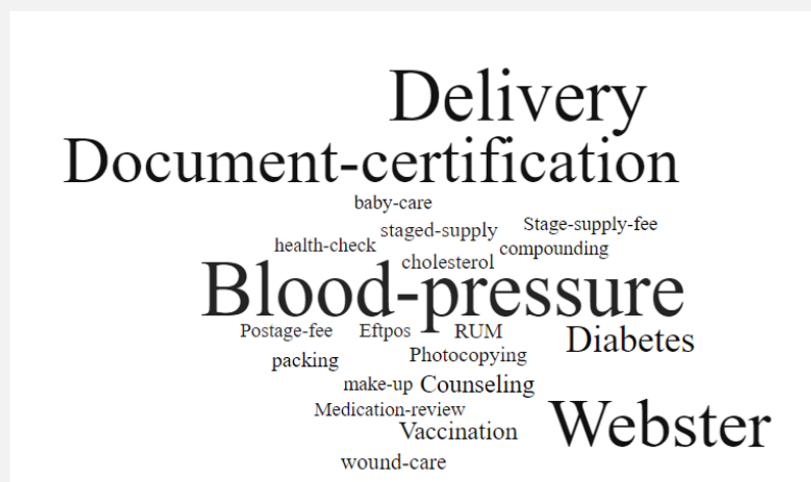 Delivery
Document-certification
baby-care
staged-supply Stage-supply-fee
health-check compounding
cholesterol
Blood-pressure
Postage-fee Eftpos RUM Diabetes
packing Photocopying
make-up Counseling
Medication-review Webster
Vaccination
wound-care